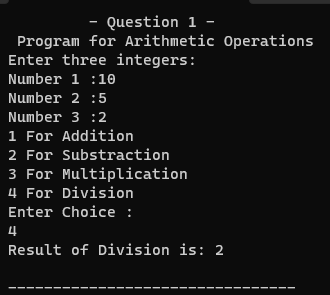 - Question 1 -
Program for Arithmetic Operations
Enter three integers:
Number 1 :10
Number 2 :5
Number 3 :2
1 For Addition
2 For Substraction
3 For Multiplication
4 For Division
Enter Choice :
4
Result of Division is: 2
--------------------------------